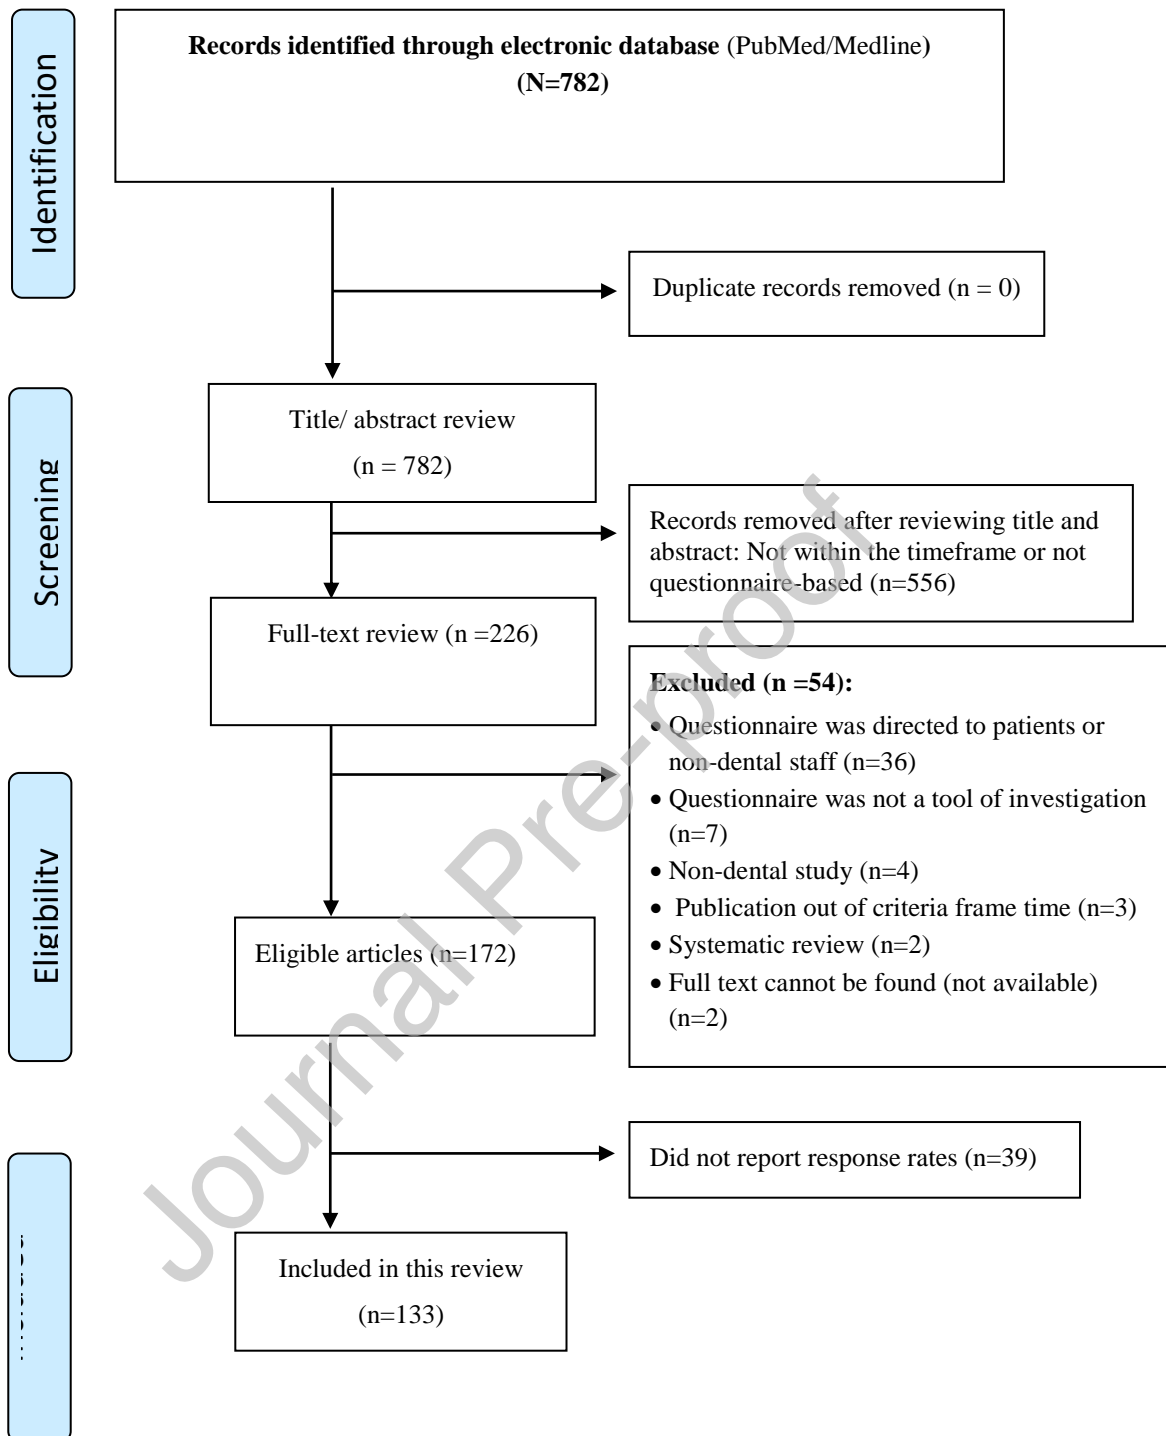 Identification
Records identified through electronic database (PubMed/Medline)
(N=782)
Duplicate records removed (n = 0)
Screening
Title/ abstract review
(n = 782)
Records removed after reviewing title and
abstract: Not within the timeframe or not
questionnaire-based (n=556)
Full-text review (n =226)
Excluded (n =54):
• Questionnaire was directed to patients or
non-dental staff (n=36)
• Questionnaire was not a tool of investigation
(n=7)
• Non-dental study (n=4)
• Publication out of criteria frame time (n=3)
• Systematic review (n=2)
• Full text cannot be found (not available)
(n=2)
Eligibility
Eligible articles (n=172)
Did not report response rates (n=39)
Included in this review
(n=133)
Journal Pre-proof